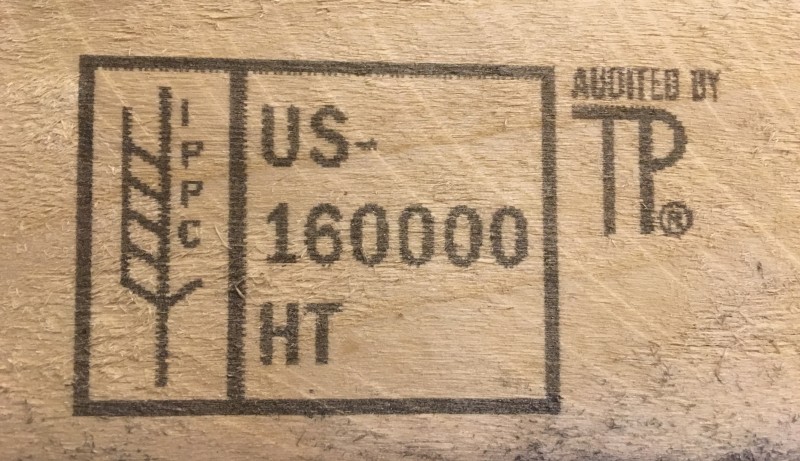 IPPC
US-
160000
HT
AUDITED BY
TP®